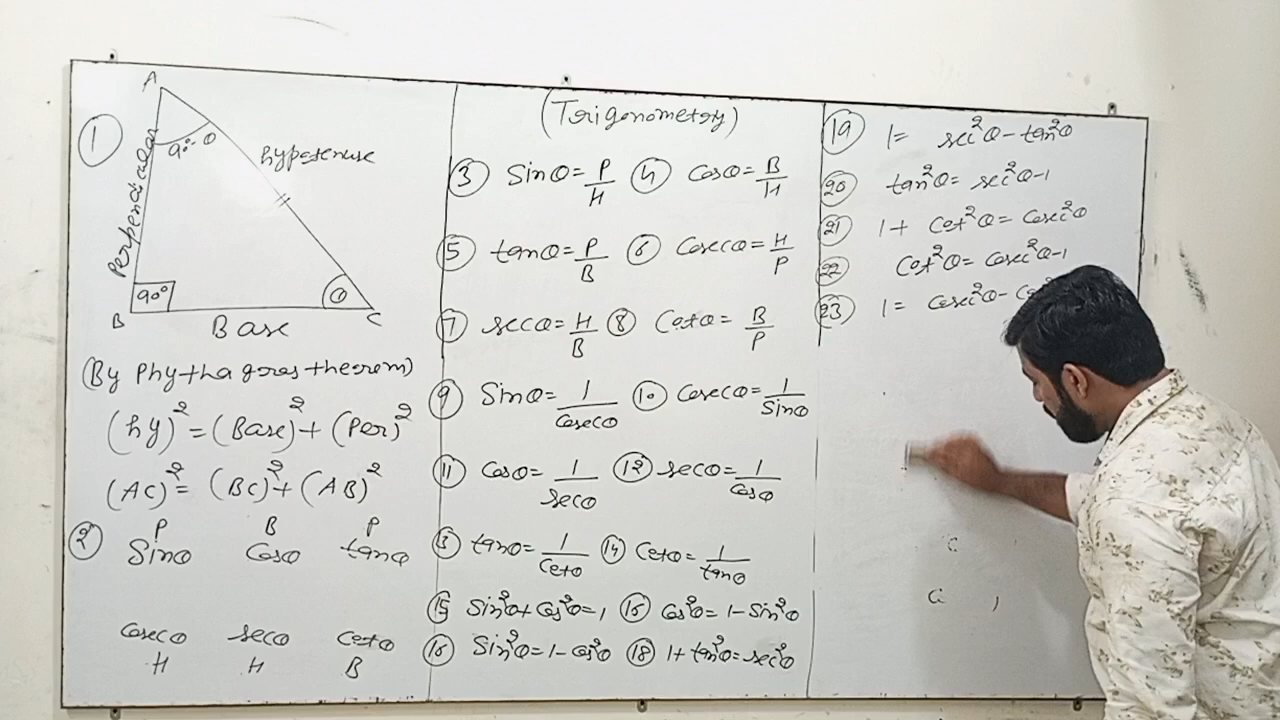 (Trigonometry)
① A
90°-θ
Perpendicular
hypotenuse
90°
θ
B Base C
(By Phythagoras theorem)
(hy)² = (Base)² + (Per)²
(AC)² = (BC)² + (AB)²
P B P
② Sinθ Cosθ tanθ
Cosecθ Secθ Cotθ
H H B
③ Sinθ = P/H ④ Cosθ = B/H
⑤ tanθ = P/B ⑥ Cosecθ = H/P
⑦ secθ = H/B ⑧ Cotθ = B/P
⑨ Sinθ = 1/Cosecθ ⑩ Cosecθ = 1/Sinθ
⑪ Cosθ = 1/secθ ⑫ secθ = 1/Cosθ
⑬ tanθ = 1/Cotθ ⑭ Cotθ = 1/tanθ
⑮ Sin²θ + Cos²θ = 1 ⑯ Cos²θ = 1 - Sin²θ
⑯ Sin²θ = 1 - Cos²θ ⑱ 1 + tan²θ = sec²θ
⑲ 1 = sec²θ - tan²θ
⑳ tan²θ = sec²θ - 1
㉑ 1 + Cot²θ = Cosec²θ
㉒ Cot²θ = Cosec²θ - 1
㉓ 1 = Cosec²θ -